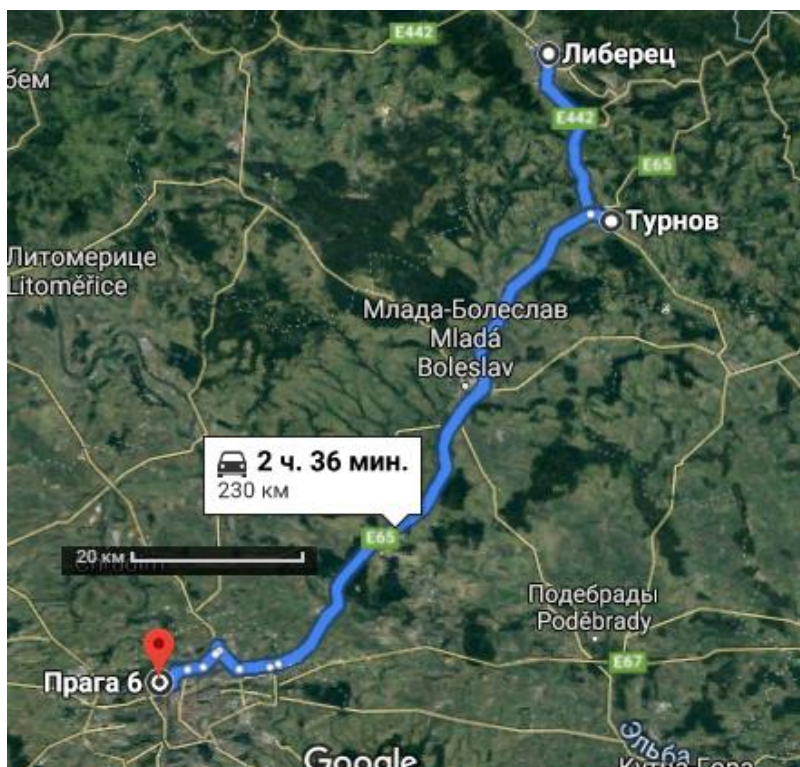 E442
Либерец
бем
E442
E65
Турнов
Литомерице
Litoměřice
Млада-Болеслав
Mladá
Boleslav
2 ч. 36 мин.
230 км
E65
20 км
Подебрады
Poděbrady
E67
Прага 6
Эльба
Google